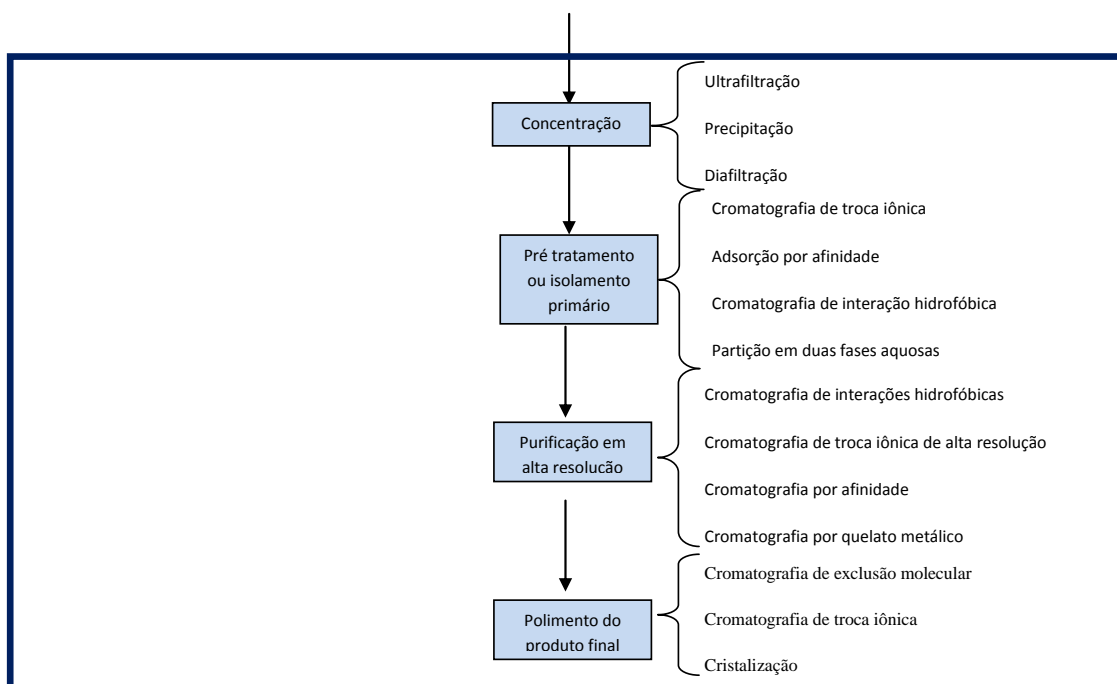 Ultrafiltração
Concentração
Precipitação
Diafiltração
Cromatografia de troca iônica
Pré tratamento
ou isolamento
primário
Adsorção por afinidade
Cromatografia de interação hidrofóbica
Partição em duas fases aquosas
Cromatografia de interações hidrofóbicas
Purificação em
alta resolução
Cromatografia de troca iônica de alta resolução
Cromatografia por afinidade
Cromatografia por quelato metálico
Cromatografia de exclusão molecular
Polimento do
produto final
Cromatografia de troca iônica
Cristalização